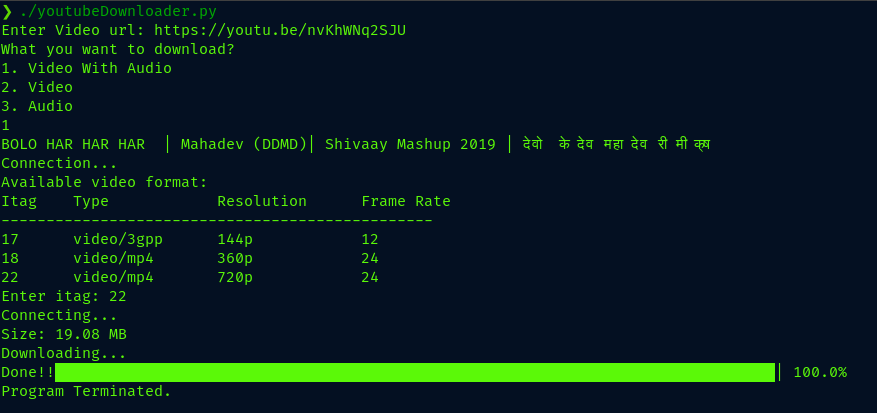 ❯ ./youtubeDownloader.py
Enter Video url: https://youtu.be/nvKhWNq2SJU
What you want to download?
1. Video With Audio
2. Video
3. Audio
1
BOLO HAR HAR HAR  | Mahadev (DDMD)| Shivaay Mashup 2019 | देवो के देव महादेव रीमीक्ष
Connection...
Available video format:
Itag    Type            Resolution      Frame Rate
------------------------------------------------
17      video/3gpp      144p            12
18      video/mp4       360p            24
22      video/mp4       720p            24
Enter itag: 22
Connecting...
Size: 19.08 MB
Downloading...
Done!!| 100.0%
Program Terminated.